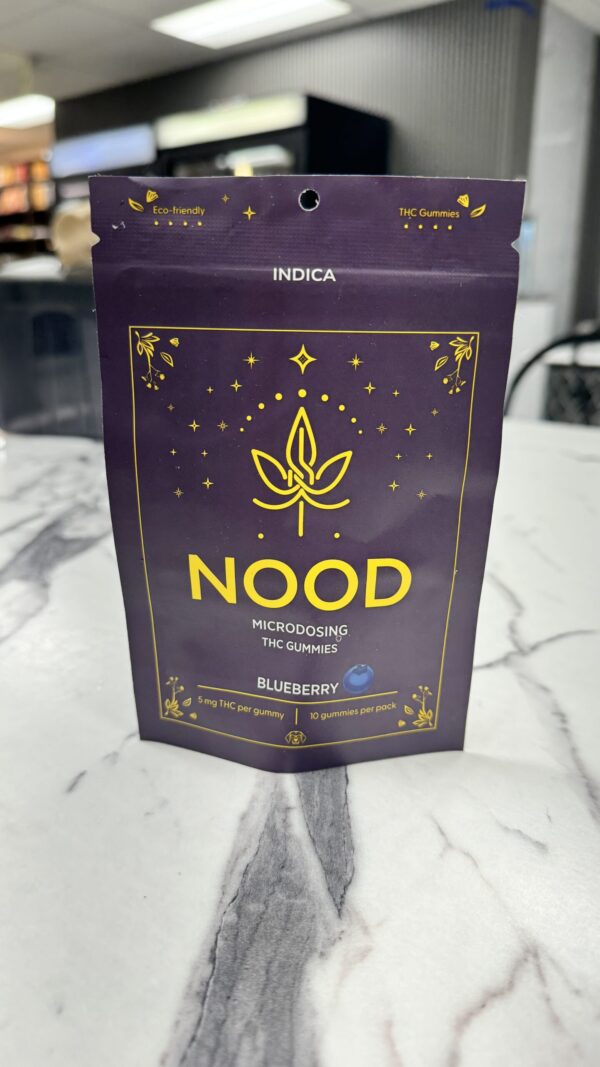 Eco-friendly
THC Gummies
INDICA
NOOD
MICRODOSING
THC GUMMIES
BLUEBERRY
5 mg THC per gummy
10 gummies per pack